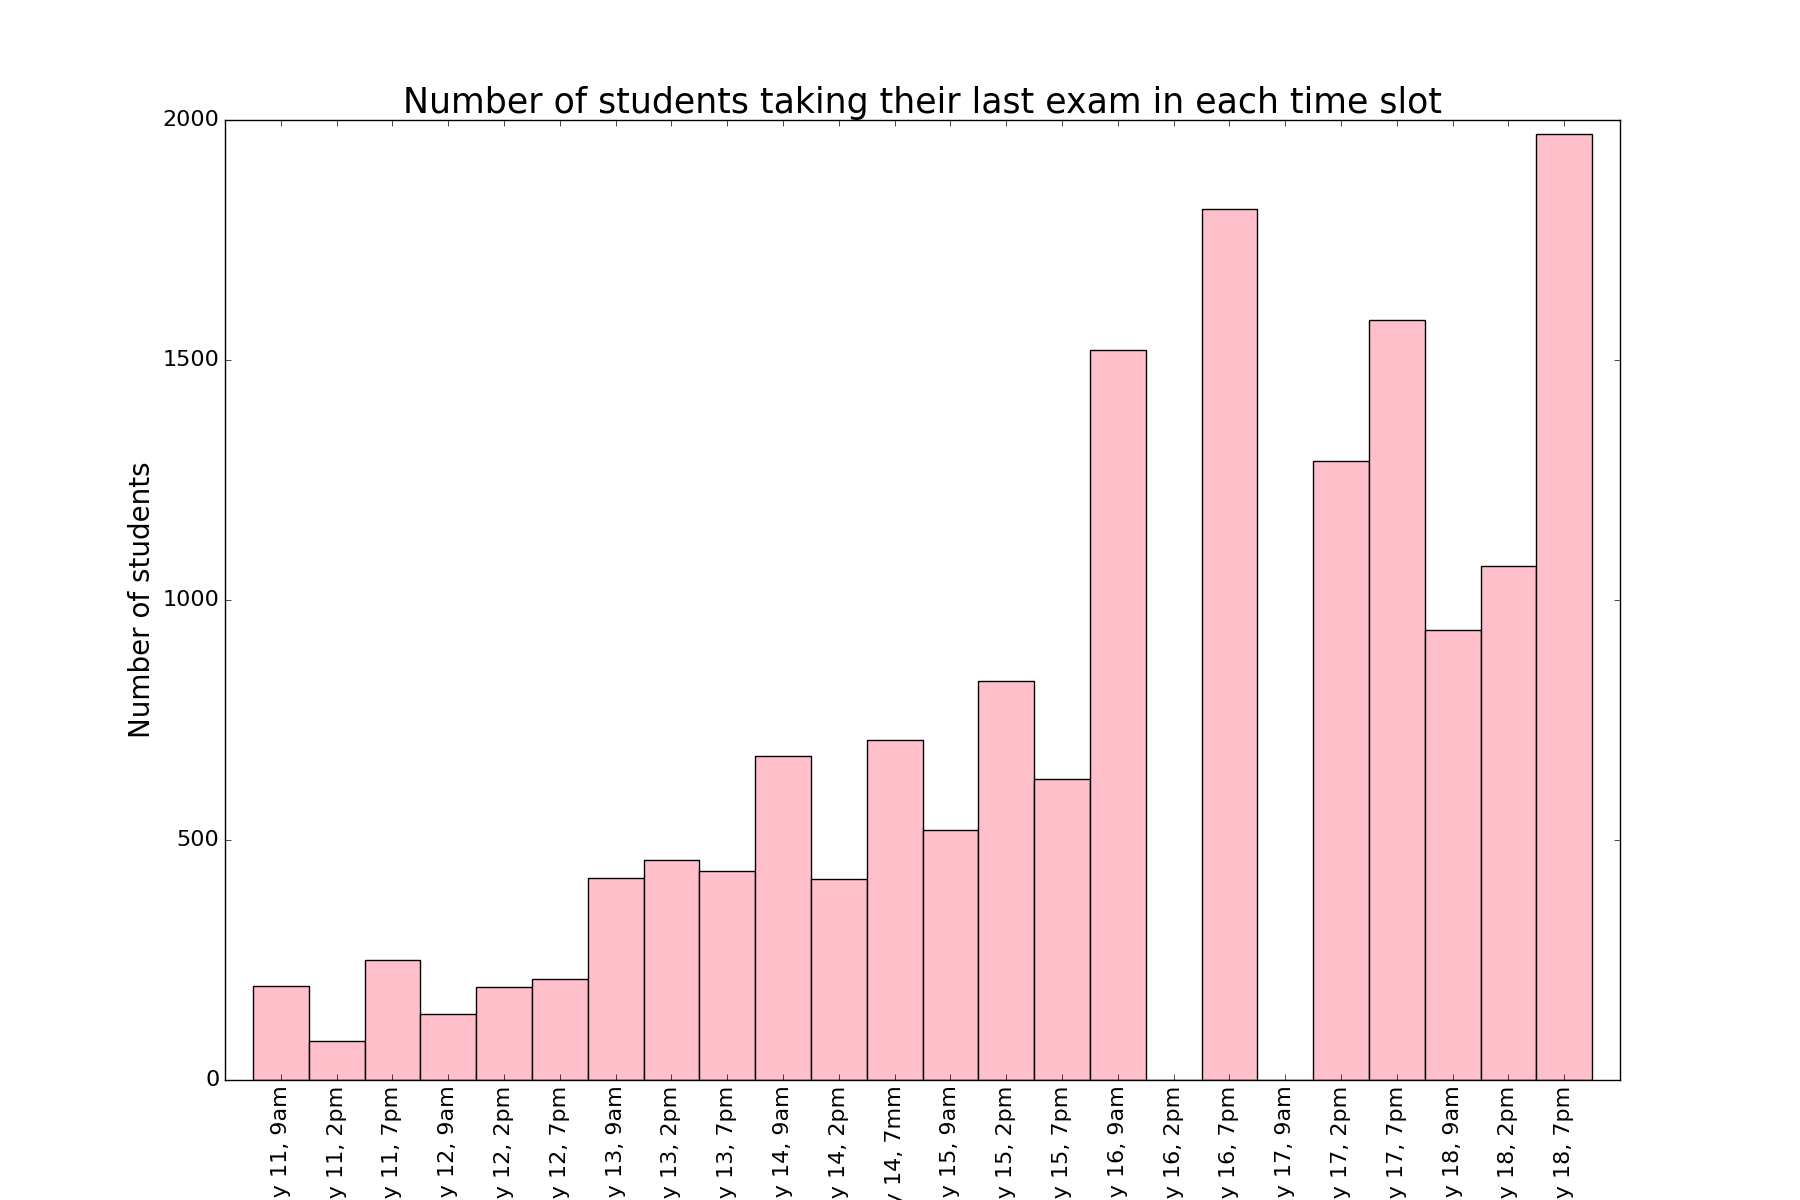 Number of students taking their last exam in each time slot
Number of students
2000
1500
1000
500
0
y 11, 9am
y 11, 2pm
y 11, 7pm
y 12, 9am
y 12, 2pm
y 12, 7pm
y 13, 9am
y 13, 2pm
y 13, 7pm
y 14, 9am
y 14, 2pm
y 14, 7mm
y 15, 9am
y 15, 2pm
y 15, 7pm
y 16, 9am
y 16, 2pm
y 16, 7pm
y 17, 9am
y 17, 2pm
y 17, 7pm
y 18, 9am
y 18, 2pm
y 18, 7pm